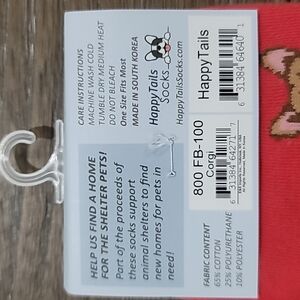 CARE INSTRUCTIONS
MACHINE WASH COLD
TUMBLE DRY MEDIUM HEAT
DO NOT BLEACH
One Size Fits Most
MADE IN SOUTH KOREA
HappyTails
Socks
HappyTailsSocks.com
HappyTails
6 31384 64640 1
HELP US FIND A HOME
FOR THE SHELTER PETS!
Part of the proceeds of
these socks support
animal shelters to find
new homes for pets in
need!
800 FB-100
Corgi
6 31384 64271 7
FABRIC CONTENT
65% COTTON
25% POLYURETHANE
10% POLYESTER